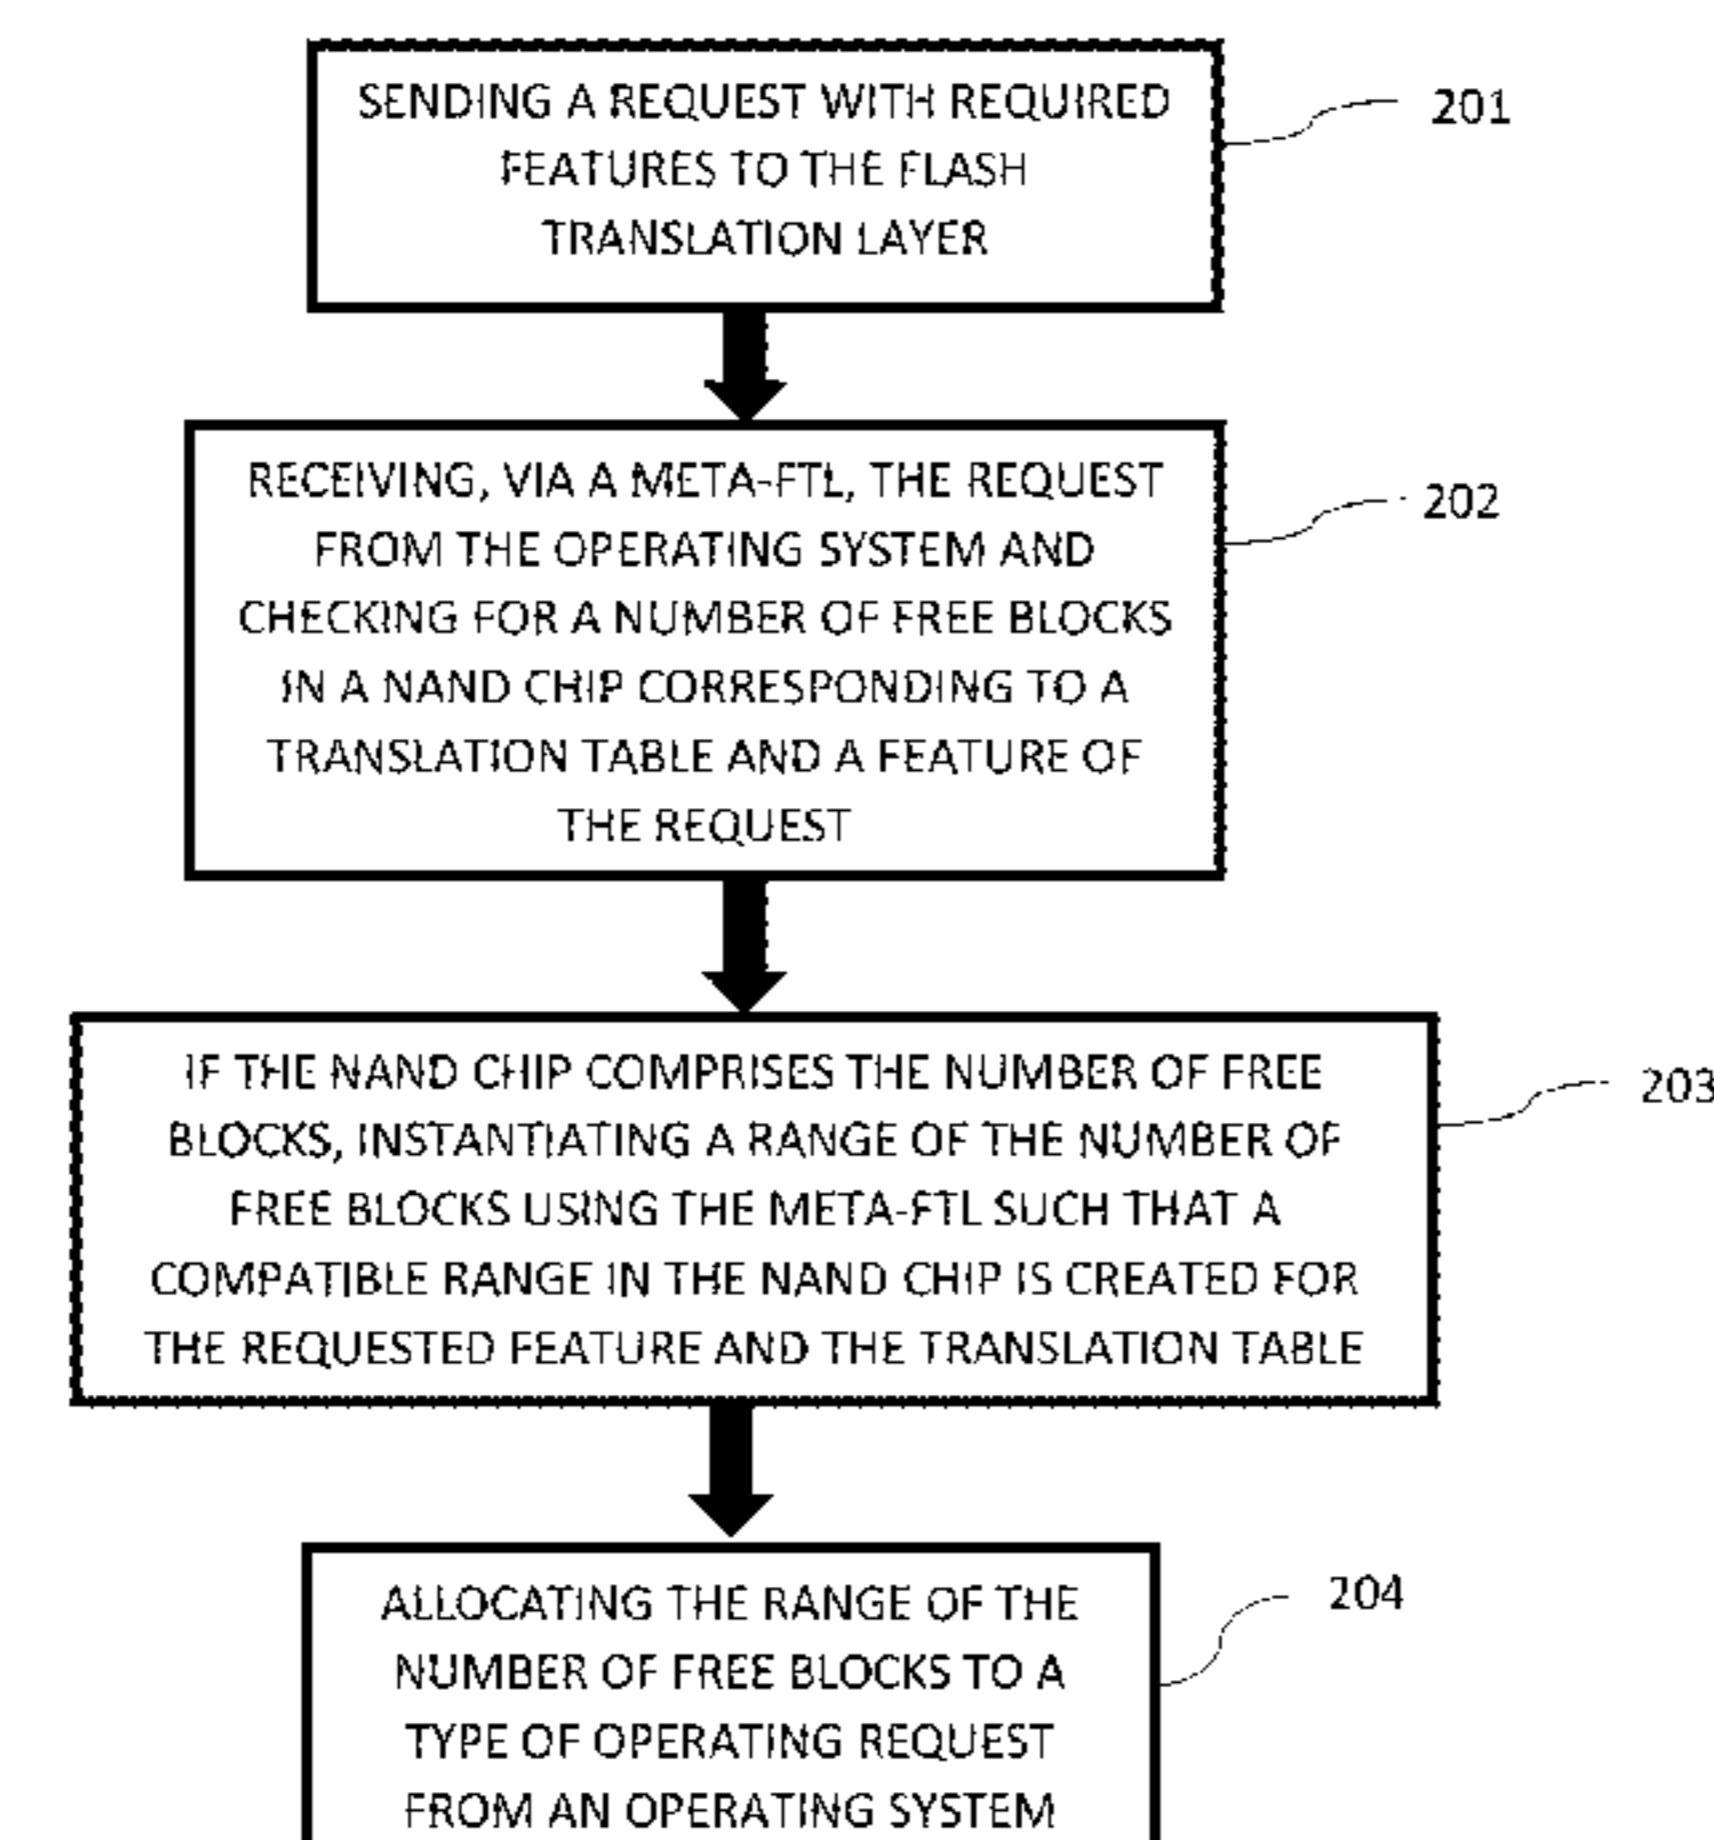 SENDING A REQUEST WITH REQUIRED
FEATURES TO THE FLASH
TRANSLATION LAYER
201
RECEIVING, VIA A META-FTL, THE REQUEST
FROM THE OPERATING SYSTEM AND
CHECKING FOR A NUMBER OF FREE BLOCKS
IN A NAND CHIP CORRESPONDING TO A
TRANSLATION TABLE AND A FEATURE OF
THE REQUEST
202
IF THE NAND CHIP COMPRISES THE NUMBER OF FREE
BLOCKS, INSTANTIATING A RANGE OF THE NUMBER OF
FREE BLOCKS USING THE META-FTL SUCH THAT A
COMPATIBLE RANGE IN THE NAND CHIP IS CREATED FOR
THE REQUESTED FEATURE AND THE TRANSLATION TABLE
203
ALLOCATING THE RANGE OF THE
NUMBER OF FREE BLOCKS TO A
TYPE OF OPERATING REQUEST
FROM AN OPERATING SYSTEM
204